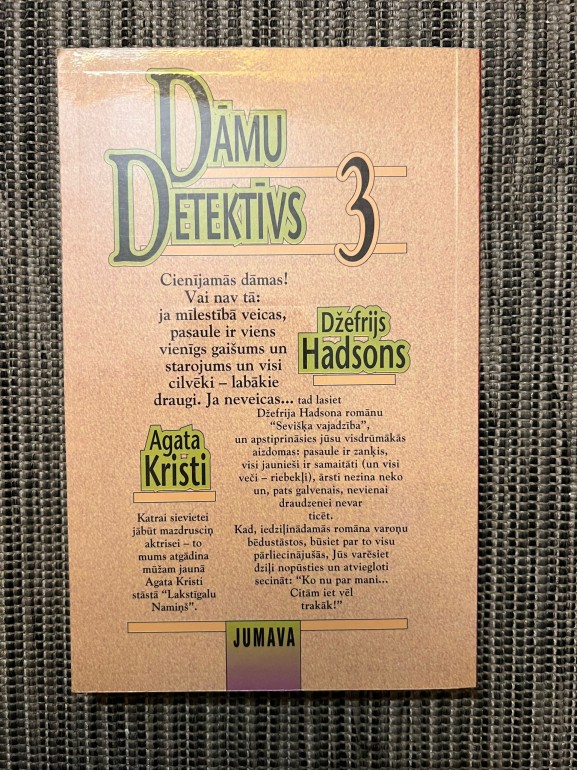 DĀMU
DETEKTĪVS 3
Cienījamās dāmas!
Vai nav tā:
ja mīlestībā veicas,
pasaule ir viens
vienīgs gaišums un
starojums un visi
cilvēki – labākie
draugi. Ja neveicas... tad lasiet
Džefrijs
Hadsons
Džefrija Hadsona romānu
“Sevišķa vajadzība”,
un apstiprināsies jūsu visdrūmākās
aizdomas: pasaule ir zaņķis,
visi jaunieši ir samaitāti (un visi
veči – riebekļi), ārsti nezina neko
un, pats galvenais, nevienai
draudzenei nevar
ticēt.
Kad, iedziļinādamās romāna varoņu
bēdustāstos, būsiet par to visu
pārliecinājušās, Jūs varēsiet
dziļi nopūsties un atviegloti
secināt: “Ko nu par mani...
Citām iet vēl
trakāk!”
Agata
Kristi
Katrai sievietei
jābūt mazdrusciņ
aktrisei – to
mums atgādina
mūžam jaunā
Agata Kristi
stāstā “Lakstīgalu
Namiņš”.
JUMAVA